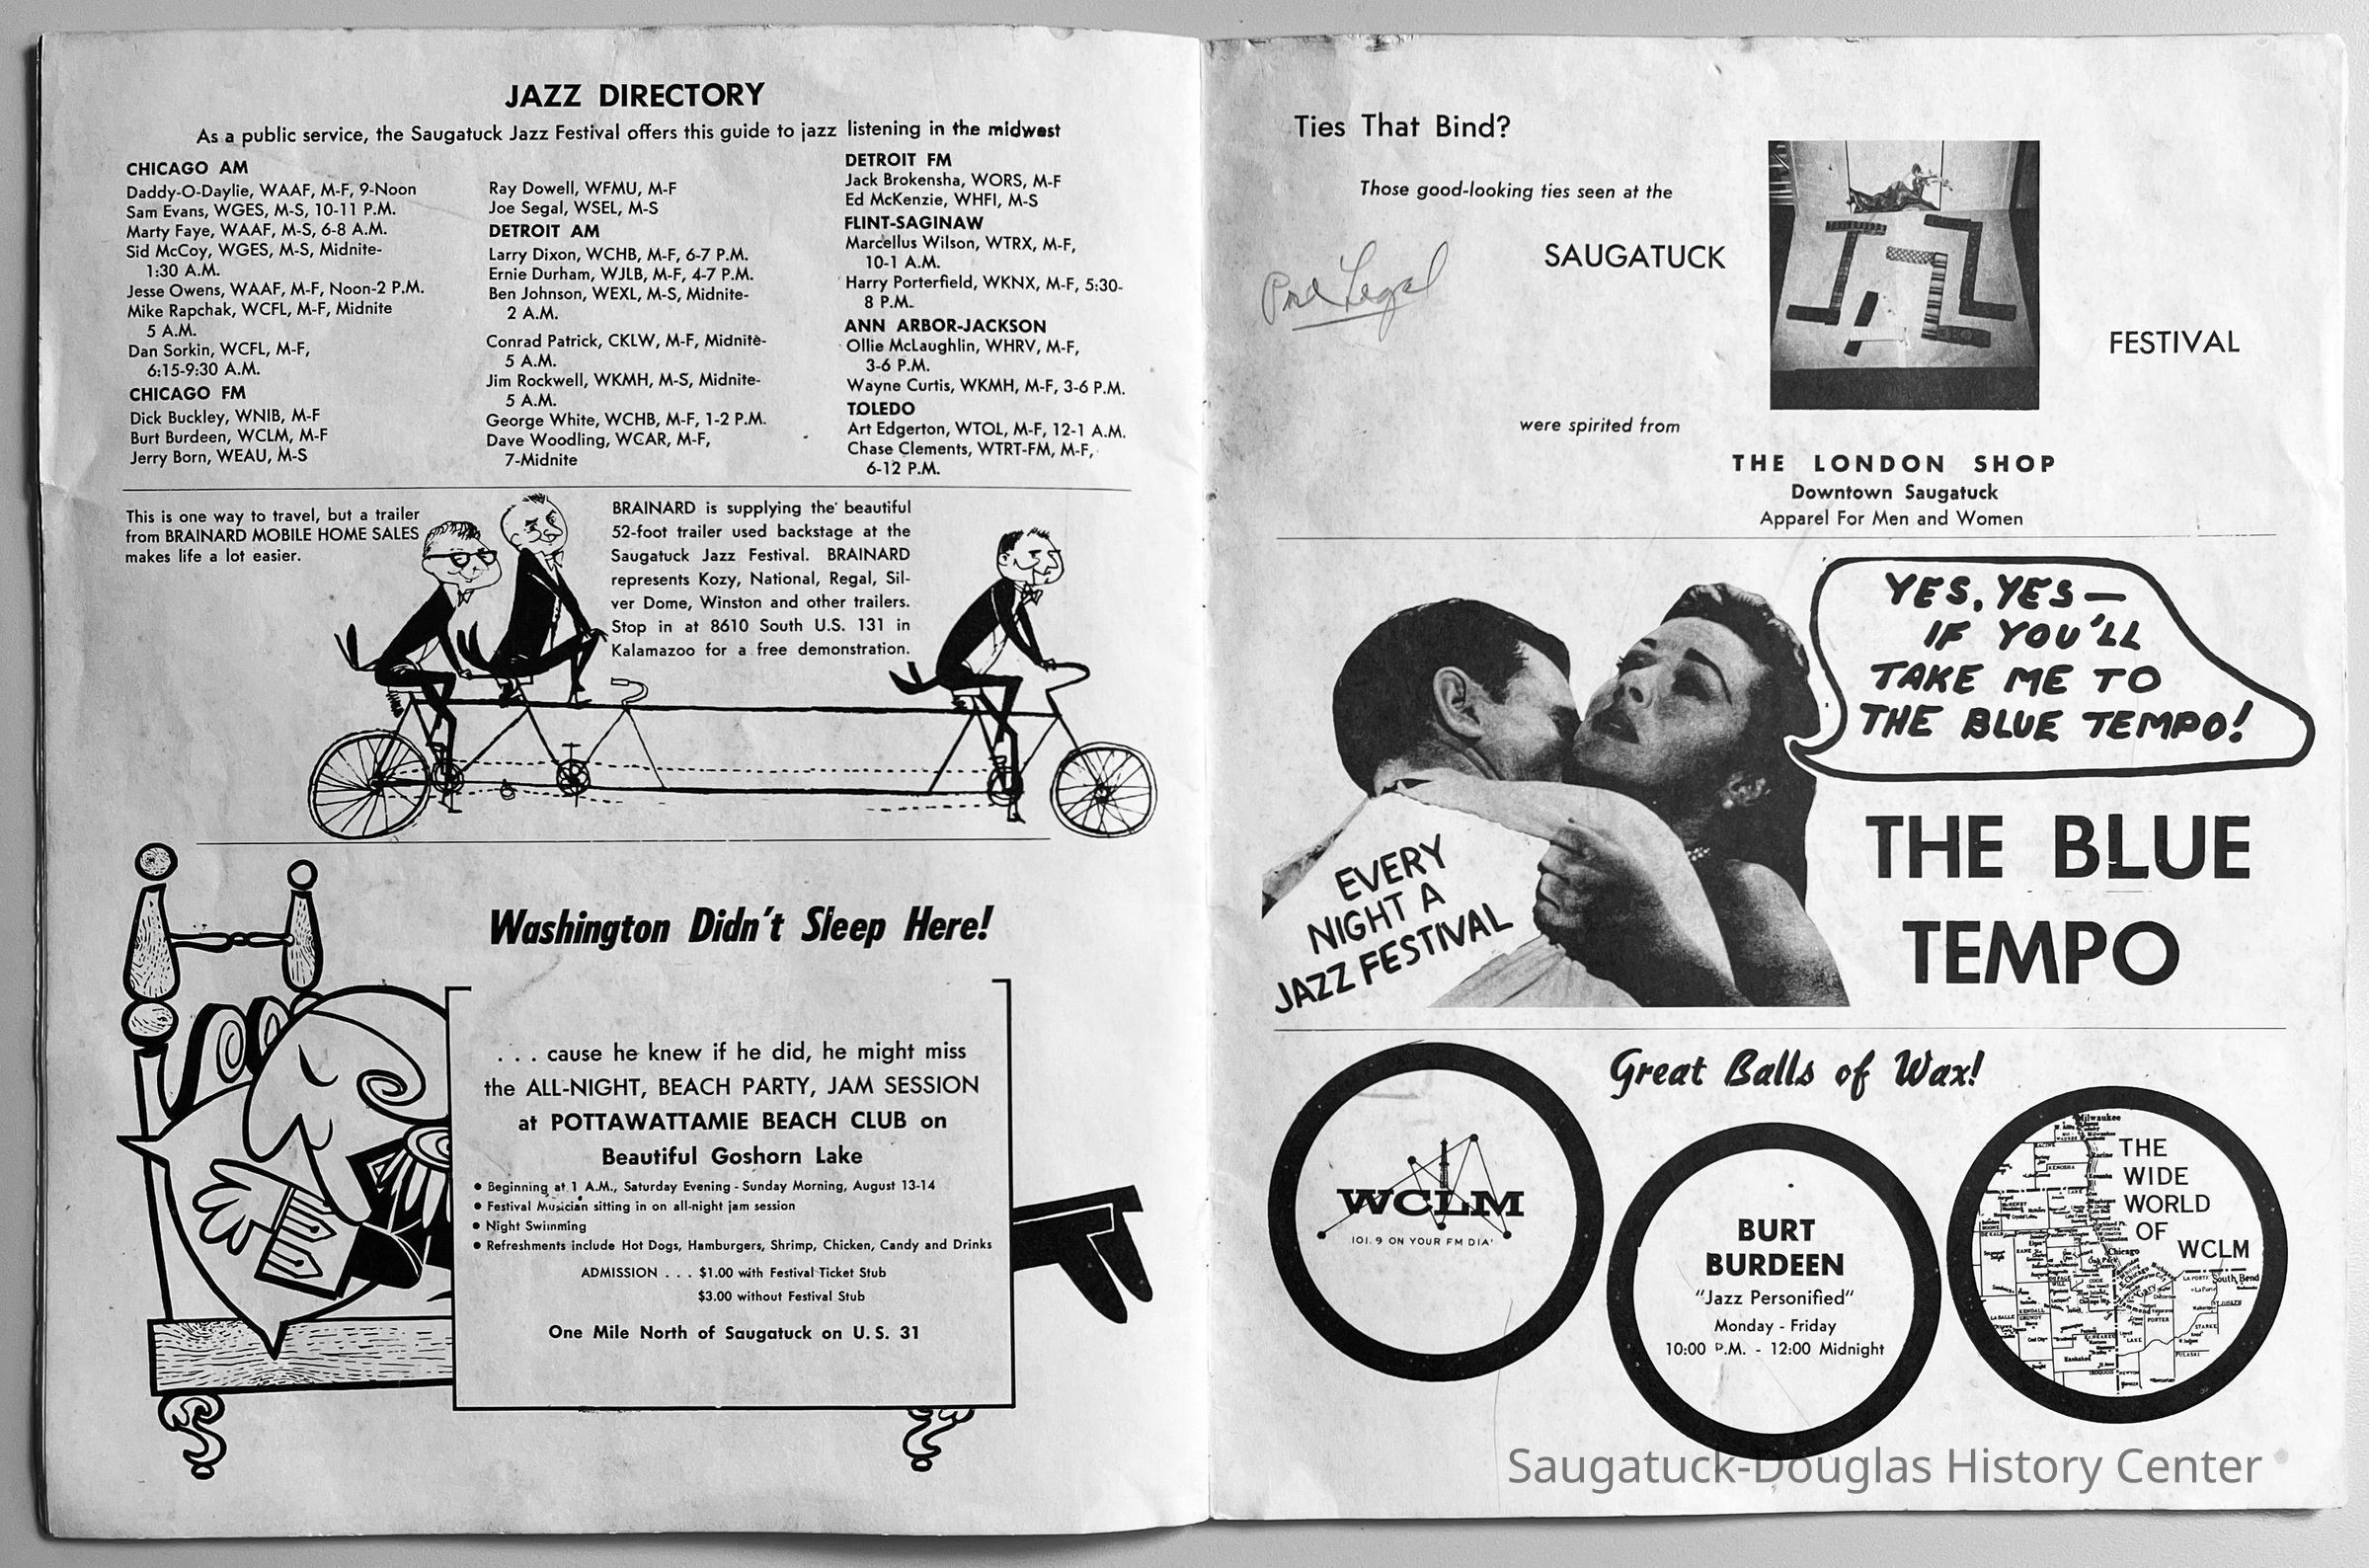 JAZZ DIRECTORY
As a public service, the Saugatuck Jazz Festival offers this guide to jazz listening in the midwest
CHICAGO AM
Daddy-O-Daylie, WAAF, M-F, 9-Noon
Sam Evans, WGES, M-S, 10-11 P.M.
Marty Faye, WAAF, M-S, 6-8 A.M.
Sid McCoy, WGES, M-S, Midnite-
1:30 A.M.
Jesse Owens, WAAF, M-F, Noon-2 P.M.
Mike Rapchak, WCFL, M-F, Midnite
5 A.M.
Dan Sorkin, WCFL, M-F,
6:15-9:30 A.M.
CHICAGO FM
Dick Buckley, WNIB, M-F
Burt Burdeen, WCLM, M-F
Jerry Born, WEAU, M-S
Ray Dowell, WFMU, M-F
Joe Segal, WSEL, M-S
DETROIT AM
Larry Dixon, WCHB, M-F, 6-7 P.M.
Ernie Durham, WJLB, M-F, 4-7 P.M.
Ben Johnson, WEXL, M-S, Midnite-
2 A.M.
Conrad Patrick, CKLW, M-F, Midnite-
5 A.M.
Jim Rockwell, WKMH, M-S, Midnite-
5 A.M.
George White, WCHB, M-F, 1-2 P.M.
Dave Woodling, WCAR, M-F,
7-Midnite
DETROIT FM
Jack Brokensha, WORS, M-F
Ed McKenzie, WHFI, M-S
FLINT-SAGINAW
Marcellus Wilson, WTRX, M-F,
10-1 A.M.
Harry Porterfield, WKNX, M-F, 5:30-
8 P.M.
ANN ARBOR-JACKSON
Ollie McLaughlin, WHRV, M-F,
3-6 P.M.
Wayne Curtis, WKMH, M-F, 3-6 P.M.
TOLEDO
Art Edgerton, WTOL, M-F, 12-1 A.M.
Chase Clements, WTRT-FM, M-F,
6-12 P.M.
This is one way to travel, but a trailer
from BRAINARD MOBILE HOME SALES
makes life a lot easier.
BRAINARD is supplying the beautiful
52-foot trailer used backstage at the
Saugatuck Jazz Festival. BRAINARD
represents Kozy, National, Regal, Sil-
ver Dome, Winston and other trailers.
Stop in at 8610 South U.S. 131 in
Kalamazoo for a free demonstration.
Washington Didn't Sleep Here!
. . . cause he knew if he did, he might miss
the ALL-NIGHT, BEACH PARTY, JAM SESSION
at POTTAWATTAMIE BEACH CLUB on
Beautiful Goshorn Lake
• Beginning at 1 A.M., Saturday Evening - Sunday Morning, August 13-14
• Festival Musician sitting in on all-night jam session
• Night Swimming
• Refreshments include Hot Dogs, Hamburgers, Shrimp, Chicken, Candy and Drinks
ADMISSION . . . $1.00 with Festival Ticket Stub
$3.00 without Festival Stub
One Mile North of Saugatuck on U. S. 31
Ties That Bind?
Those good-looking ties seen at the
SAUGATUCK
Legal
FESTIVAL
were spirited from
THE LONDON SHOP
Downtown Saugatuck
Apparel For Men and Women
YES, YES—
IF YOU'LL
TAKE ME TO
THE BLUE TEMPO!
EVERY
NIGHT A
JAZZ FESTIVAL
THE BLUE
TEMPO
Great Balls of Wax!
WCLM
101.9 ON YOUR FM DIA'
BURT
BURDEEN
"Jazz Personified"
Monday - Friday
10:00 P.M. - 12:00 Midnight
THE
WIDE
WORLD
OF
WCLM
Milwaukee
Racine
KENOSHA
Chicago
Gary
South Bend
PORTER
LAKE
STARKE
PULASKI
Kankakee
Saugatuck-Douglas History Center